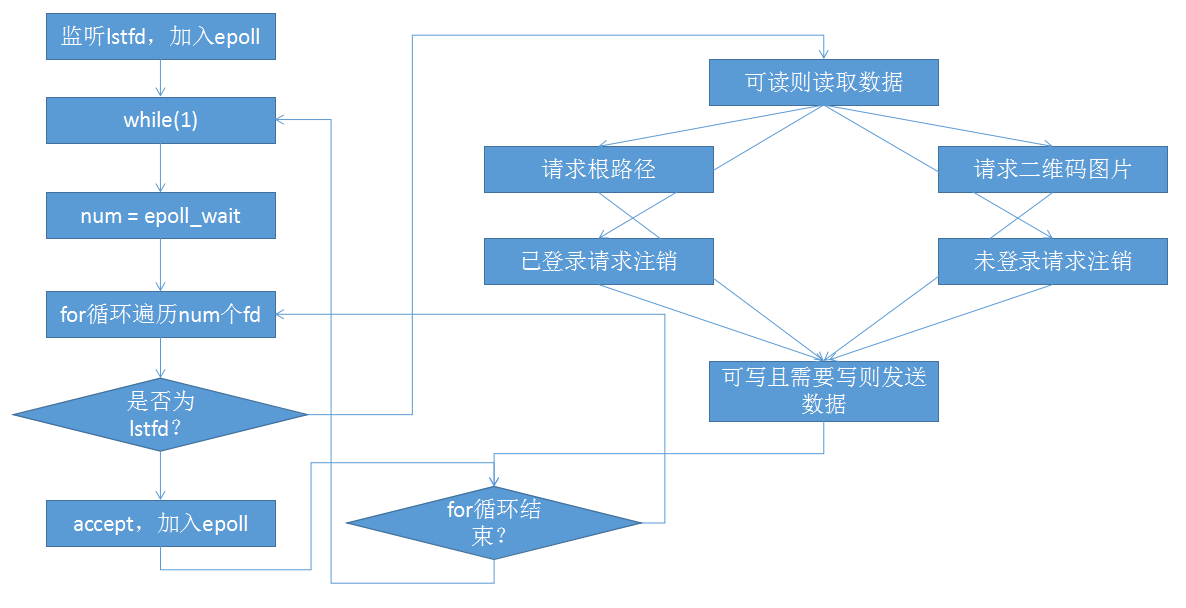 监听lstfd，加入epoll
while(1)
num = epoll_wait
for循环遍历num个fd
是否为
lstfd？
accept，加入epoll
可读则读取数据
请求根路径
请求二维码图片
已登录请求注销
未登录请求注销
可写且需要写则发送
数据
for循环结
束？